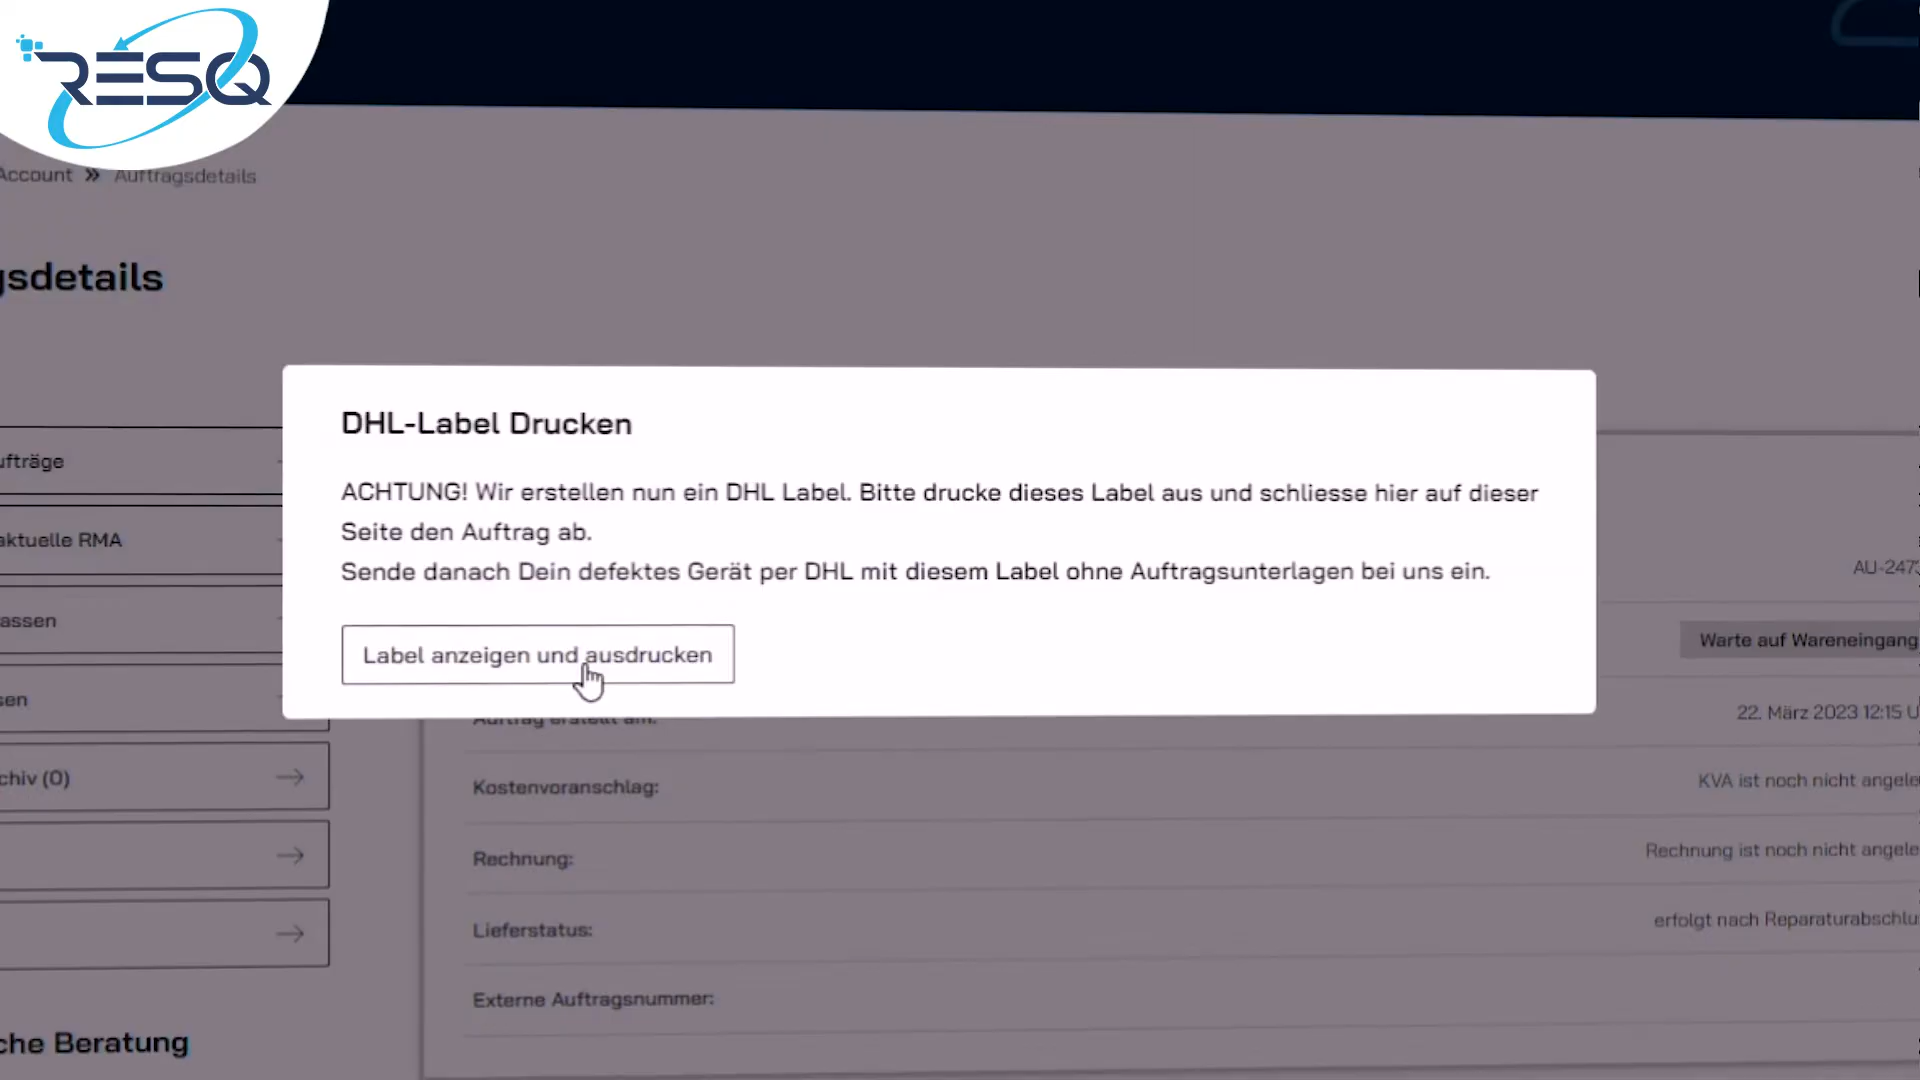 RESQ
Account » Auftragsdetails
DHL-Label Drucken
ACHTUNG! Wir erstellen nun ein DHL Label. Bitte drucke dieses Label aus und schliesse hier auf dieser
Seite den Auftrag ab.
Sende danach Dein defektes Gerät per DHL mit diesem Label ohne Auftragsunterlagen bei uns ein.
Label anzeigen und ausdrucken
gsdetails
ufträge
aktuelle RMA
assen
sen
chiv (0)
che Beratung
AU-247
Warte auf Wareneingang
Auftrag erstellt am:
22. März 2023 12:15 U
Kostenvoranschlag:
KVA ist noch nicht angele
Rechnung:
Rechnung ist noch nicht angele
Lieferstatus:
erfolgt nach Reparaturabschlu
Externe Auftragsnummer: